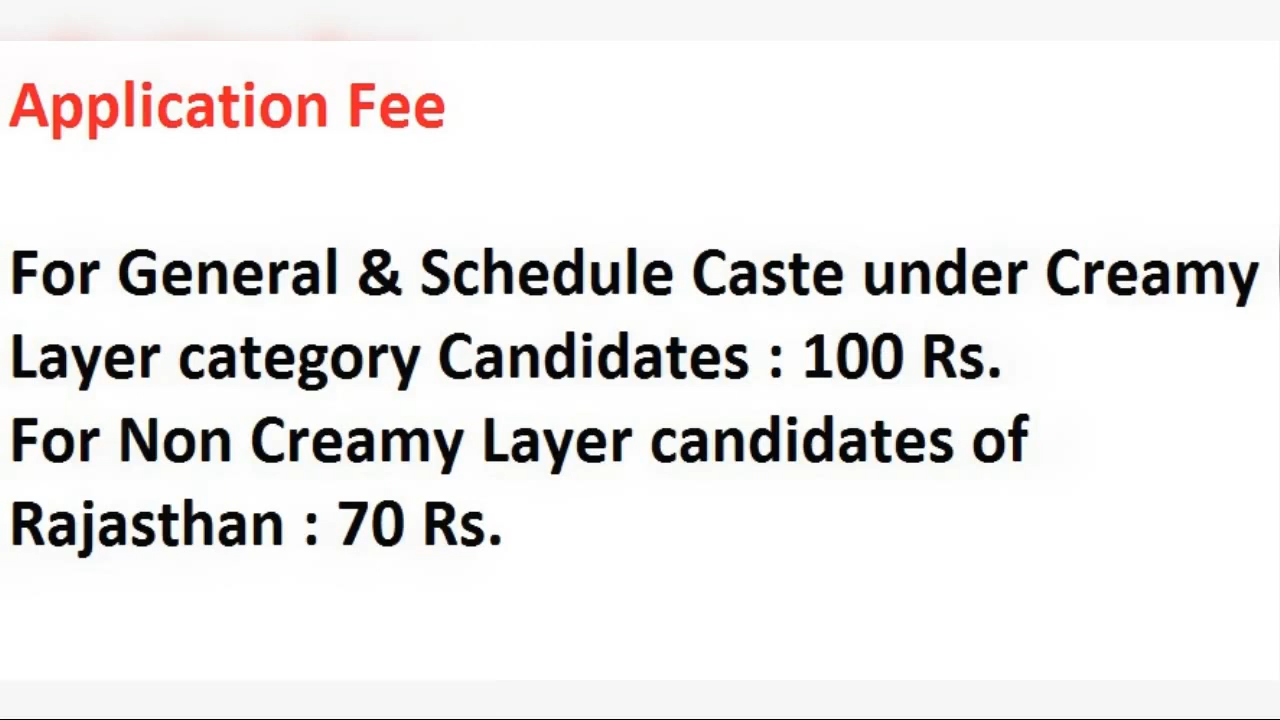 Application Fee
For General & Schedule Caste under Creamy
Layer category Candidates : 100 Rs.
For Non Creamy Layer candidates of
Rajasthan : 70 Rs.